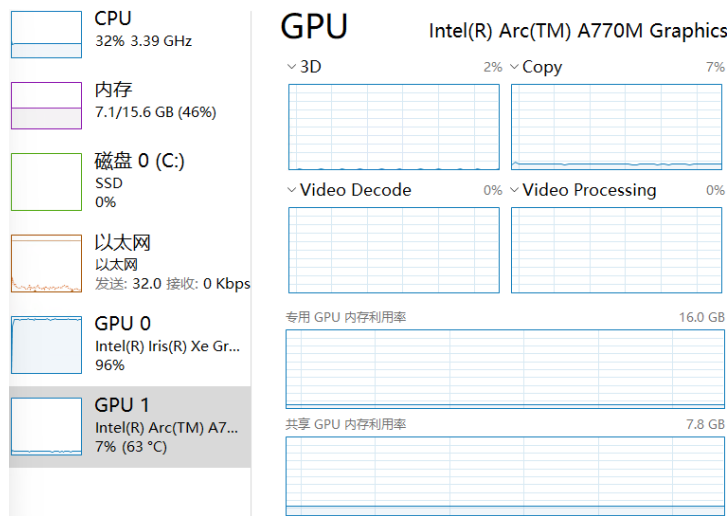 CPU
32% 3.39 GHz
内存
7.1/15.6 GB (46%)
磁盘 0 (C:)
SSD
0%
以太网
以太网
发送: 32.0 接收: 0 Kbps
GPU 0
Intel(R) Iris(R) Xe Gr...
96%
GPU 1
Intel(R) Arc(TM) A7...
7% (63 °C)
GPU
Intel(R) Arc(TM) A770M Graphics
3D 2%
Copy 7%
Video Decode 0%
Video Processing 0%
专用 GPU 内存利用率 16.0 GB
共享 GPU 内存利用率 7.8 GB